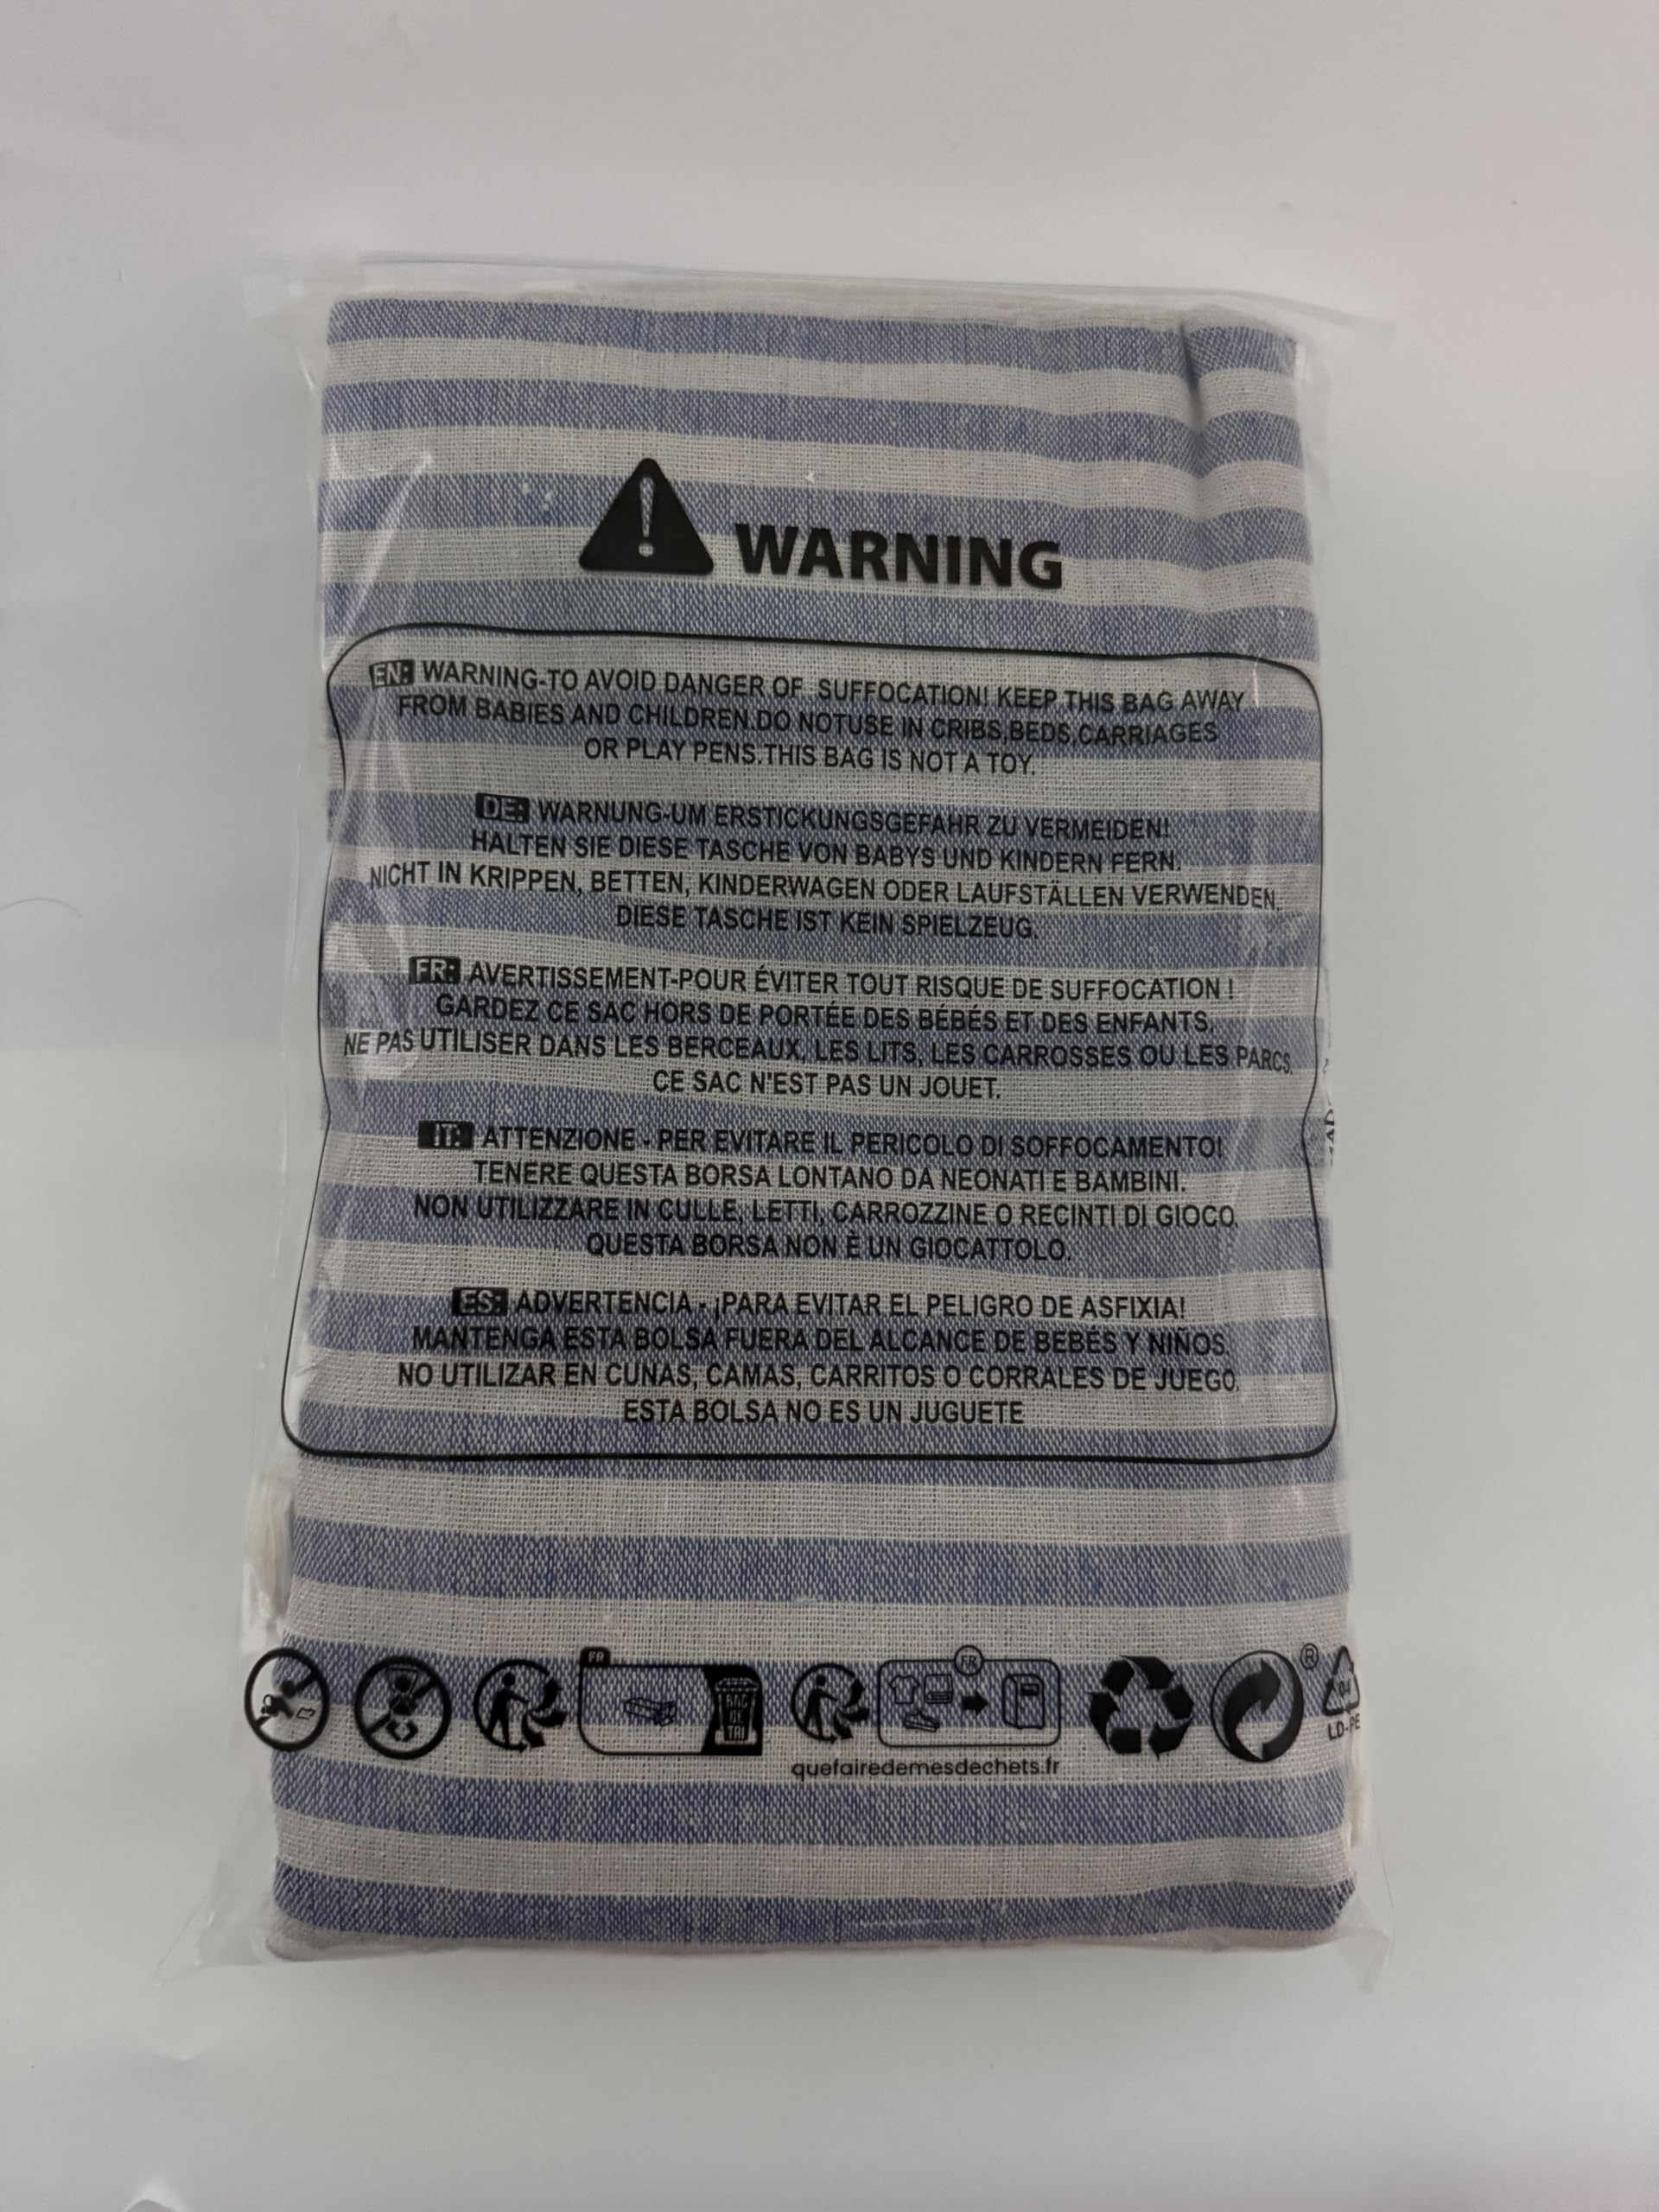 WARNING
EN: WARNING-TO AVOID DANGER OF SUFFOCATION! KEEP THIS BAG AWAY
FROM BABIES AND CHILDREN.DO NOTUSE IN CRIBS,BEDS,CARRIAGES
OR PLAY PENS.THIS BAG IS NOT A TOY.
DE: WARNUNG-UM ERSTICKUNGSGEFAHR ZU VERMEIDEN!
HALTEN SIE DIESE TASCHE VON BABYS UND KINDERN FERN.
NICHT IN KRIPPEN, BETTEN, KINDERWAGEN ODER LAUFSTÄLLEN VERWENDEN.
DIESE TASCHE IST KEIN SPIELZEUG.
FR: AVERTISSEMENT-POUR ÉVITER TOUT RISQUE DE SUFFOCATION !
GARDEZ CE SAC HORS DE PORTÉE DES BÉBÉS ET DES ENFANTS.
NE PAS UTILISER DANS LES BERCEAUX, LES LITS, LES CARROSSES OU LES PARCS.
CE SAC N'EST PAS UN JOUET.
IT: ATTENZIONE - PER EVITARE IL PERICOLO DI SOFFOCAMENTO!
TENERE QUESTA BORSA LONTANO DA NEONATI E BAMBINI.
NON UTILIZZARE IN CULLE, LETTI, CARROZZINE O RECINTI DI GIOCO.
QUESTA BORSA NON È UN GIOCATTOLO.
ES: ADVERTENCIA - ¡PARA EVITAR EL PELIGRO DE ASFIXIA!
MANTENGA ESTA BOLSA FUERA DEL ALCANCE DE BEBÉS Y NIÑOS.
NO UTILIZAR EN CUNAS, CAMAS, CARRITOS O CORRALES DE JUEGO.
ESTA BOLSA NO ES UN JUGUETE
FR
BAC
DE
TRI
FR
quefairedemesdechets.fr
®
04
LD-PE